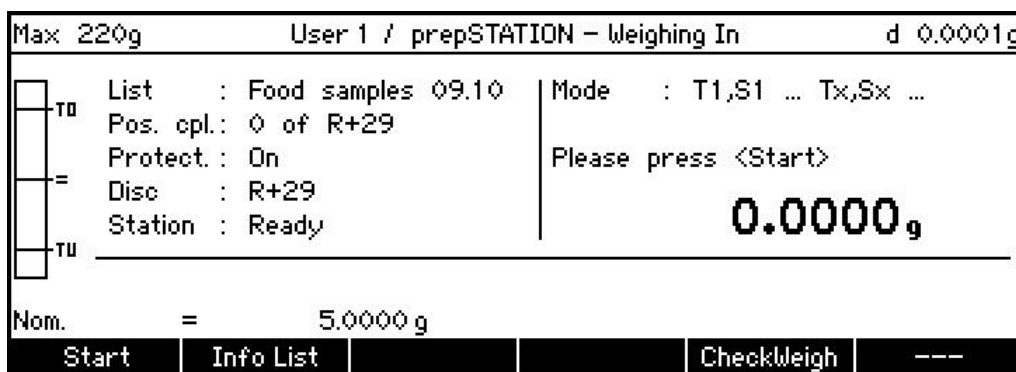 Max 220g User 1 / prepSTATION – Weighing In d 0.0001g
List : Food samples 09.10
Pos. cpl.: 0 of R+29
Protect. : On
Disc : R+29
Station : Ready
Mode : T1,S1 ... Tx,Sx ...
Please press <Start>
0.0000 g
TO
=
TU
Nom. = 5.0000 g
Start Info List CheckWeigh ---